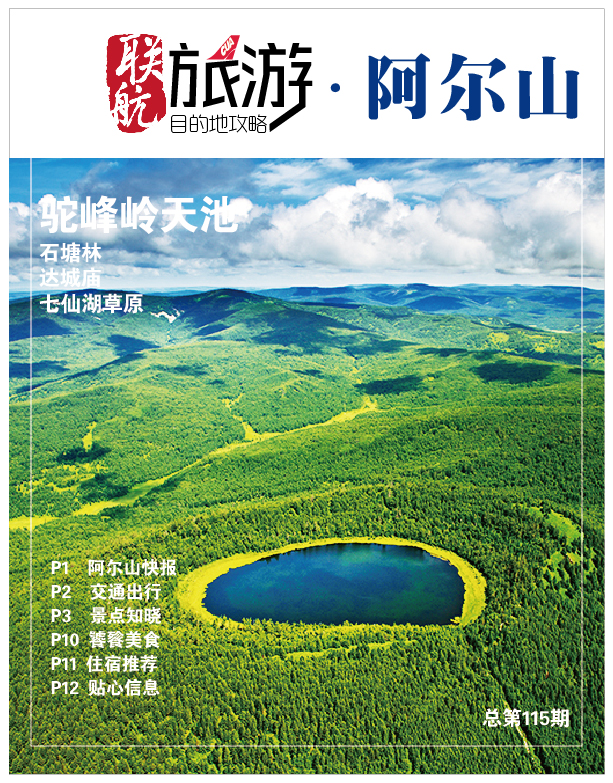 联航
旅游·阿尔山
CUA
目的地攻略
驼峰岭天池
石塘林
达城庙
七仙湖草原
P1 阿尔山快报
P2 交通出行
P3 景点知晓
P10 饕餮美食
P11 住宿推荐
P12 贴心信息
总第115期